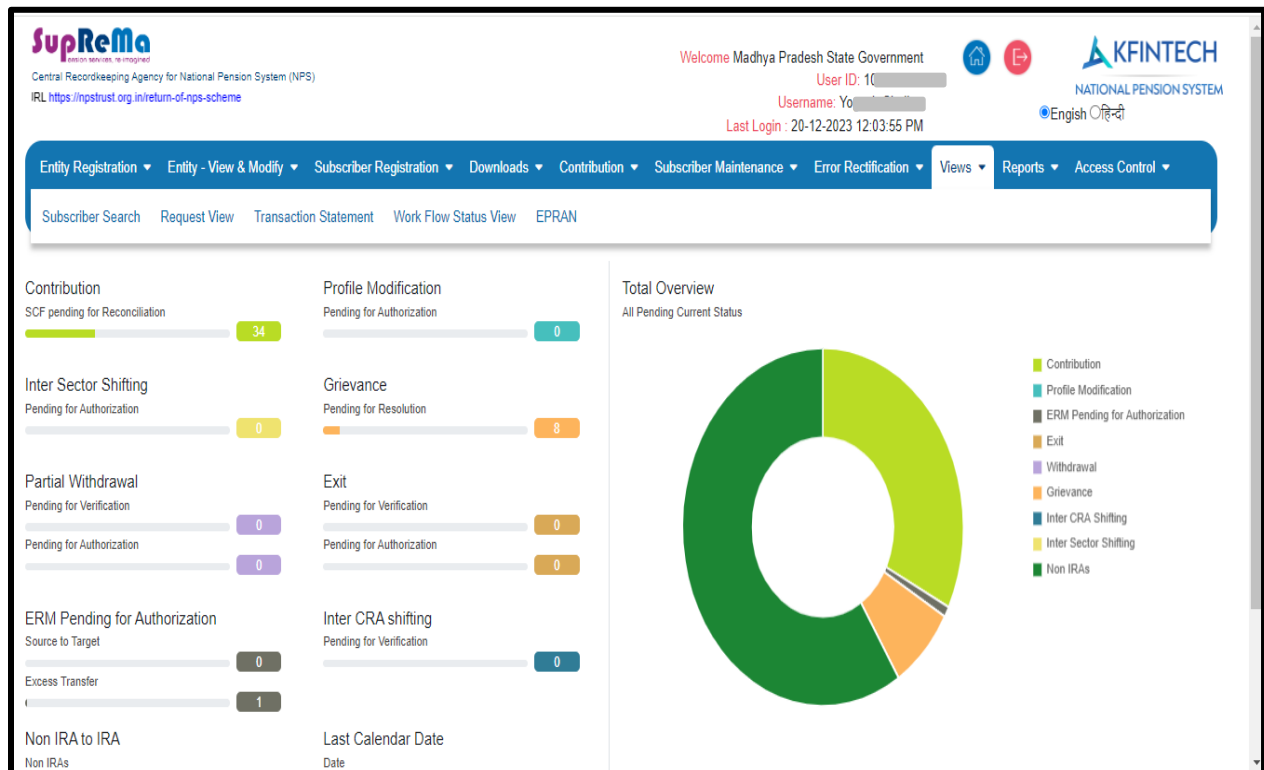 SupReMa
pension services, re-imagined
Central Recordkeeping Agency for National Pension System (NPS)
IRL https://npstrust.org.in/return-of-nps-scheme
Welcome Madhya Pradesh State Government
User ID: 10
Username: Yo
Last Login : 20-12-2023 12:03:55 PM
KFINTECH
NATIONAL PENSION SYSTEM
Engish हिन्दी
Entity Registration Entity - View & Modify Subscriber Registration Downloads Contribution Subscriber Maintenance Error Rectification Views Reports Access Control
Subscriber Search Request View Transaction Statement Work Flow Status View EPRAN
Contribution
SCF pending for Reconciliation
34
Profile Modification
Pending for Authorization
0
Inter Sector Shifting
Pending for Authorization
0
Grievance
Pending for Resolution
8
Partial Withdrawal
Pending for Verification
0
Pending for Authorization
0
Exit
Pending for Verification
0
Pending for Authorization
0
ERM Pending for Authorization
Source to Target
0
Excess Transfer
1
Inter CRA shifting
Pending for Verification
0
Non IRA to IRA
Non IRAs
Last Calendar Date
Date
Total Overview
All Pending Current Status
Contribution
Profile Modification
ERM Pending for Authorization
Exit
Withdrawal
Grievance
Inter CRA Shifting
Inter Sector Shifting
Non IRAs